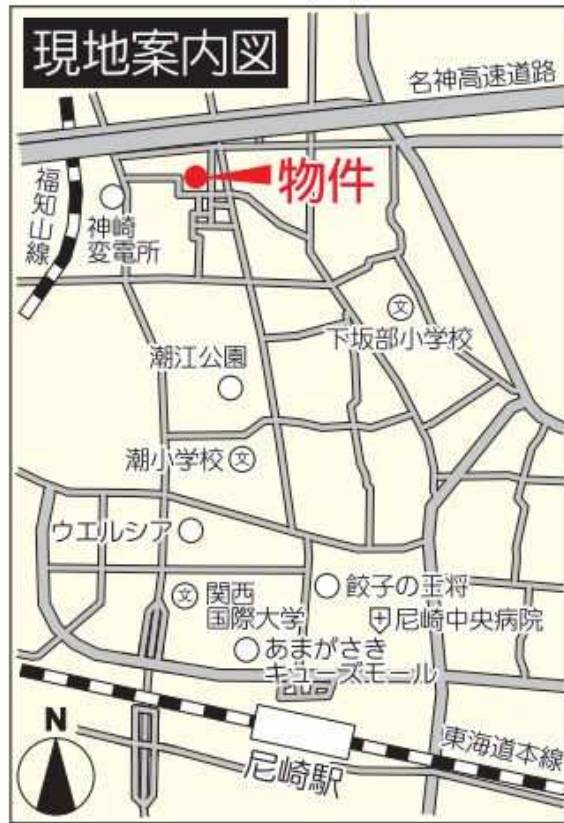 現地案内図
名神高速道路
物件
福知山線
神崎
変電所
文
下坂部小学校
潮江公園
潮小学校
文
ウエルシア
文
関西
国際大学
餃子の王将
尼崎中央病院
あまがさき
キューズモール
N
尼崎駅
東海道本線